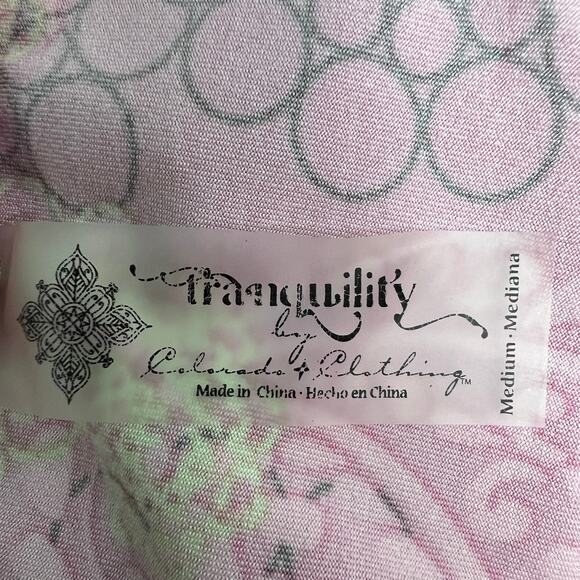 tranquility
by
Colorado Clothing™
Made in China · Hecho en China
Medium · Mediana